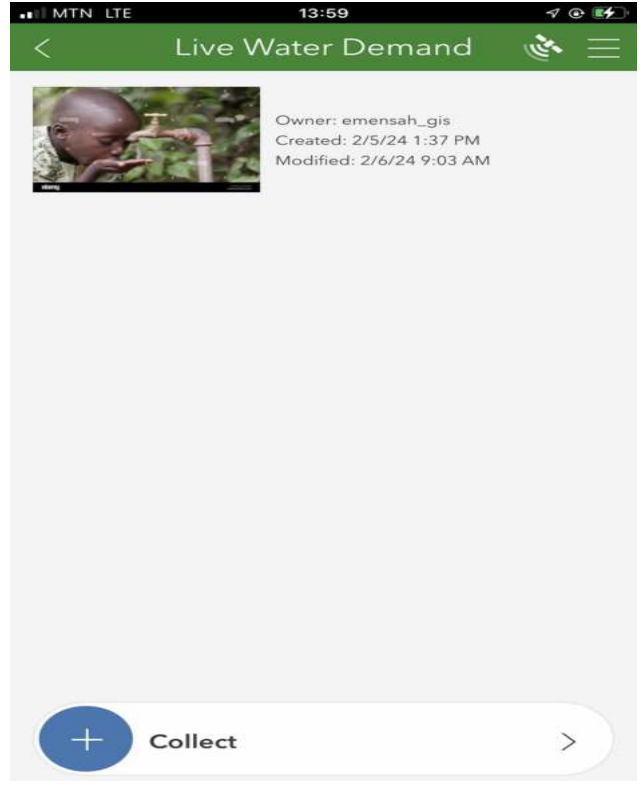 MTN LTE 13:59
Live Water Demand
Owner: emensah_gis
Created: 2/5/24 1:37 PM
Modified: 2/6/24 9:03 AM
alamy
Collect